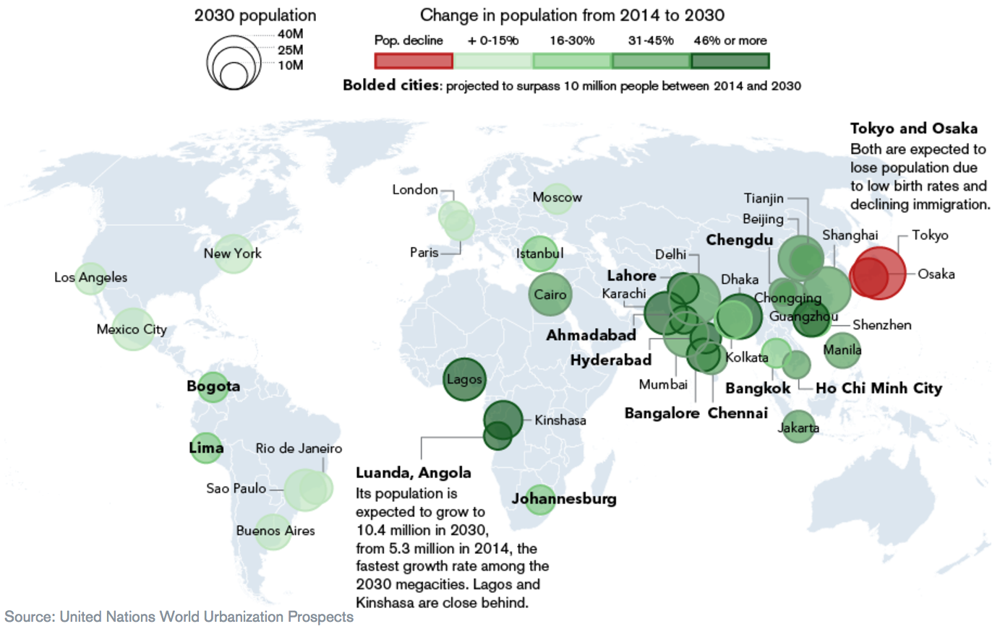 2030 population
40M
25M
10M
Change in population from 2014 to 2030
Pop. decline
+ 0-15%
16-30%
31-45%
46% or more
Bolded cities: projected to surpass 10 million people between 2014 and 2030
Tokyo and Osaka
Both are expected to
lose population due
to low birth rates and
declining immigration.
London
Moscow
Tianjin
Beijing
Chengdu
Shanghai
Tokyo
New York
Paris
Istanbul
Delhi
Osaka
Los Angeles
Lahore
Dhaka
Karachi
Cairo
Chongqing
Guangzhou
Shenzhen
Mexico City
Ahmadabad
Manila
Hyderabad
Kolkata
Lagos
Mumbai
Bangkok
Ho Chi Minh City
Bogota
Bangalore
Chennai
Kinshasa
Jakarta
Lima
Rio de Janeiro
Luanda, Angola
Its population is
expected to grow to
10.4 million in 2030,
from 5.3 million in 2014, the
fastest growth rate among the
2030 megacities. Lagos and
Kinshasa are close behind.
Sao Paulo
Johannesburg
Buenos Aires
Source: United Nations World Urbanization Prospects